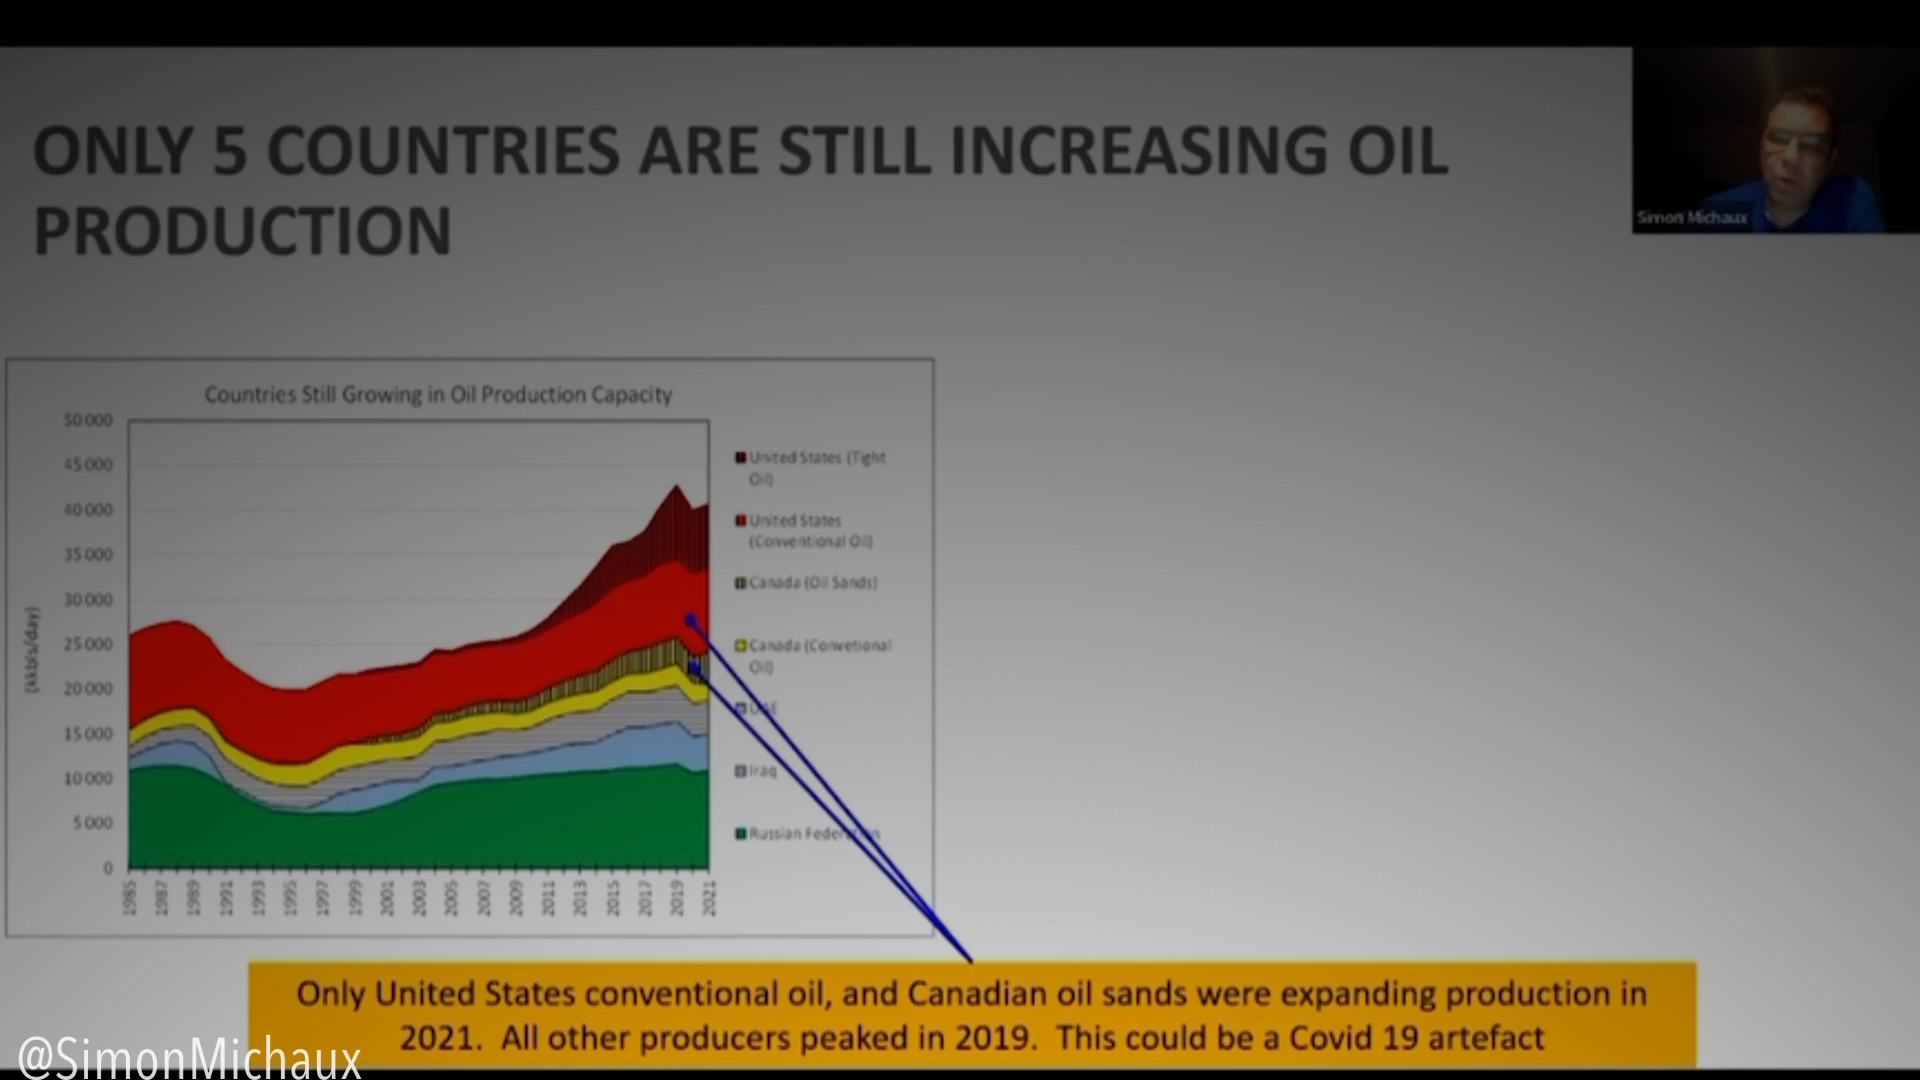 ONLY 5 COUNTRIES ARE STILL INCREASING OIL
PRODUCTION
Simon Michaux
Countries Still Growing in Oil Production Capacity
50 000
45 000
40 000
35 000
30 000
25 000
20 000
15 000
10 000
5 000
0
(kkbls/day)
1985
1987
1989
1991
1993
1995
1997
1999
2001
2003
2005
2007
2009
2011
2013
2015
2017
2019
2021
United States (Tight
Oil)
United States
(Conventional Oil)
Canada (Oil Sands)
Canada (Convetional
Oil)
UAE
Iraq
Russian Federation
Only United States conventional oil, and Canadian oil sands were expanding production in
2021. All other producers peaked in 2019. This could be a Covid 19 artefact
@SimonMichaux